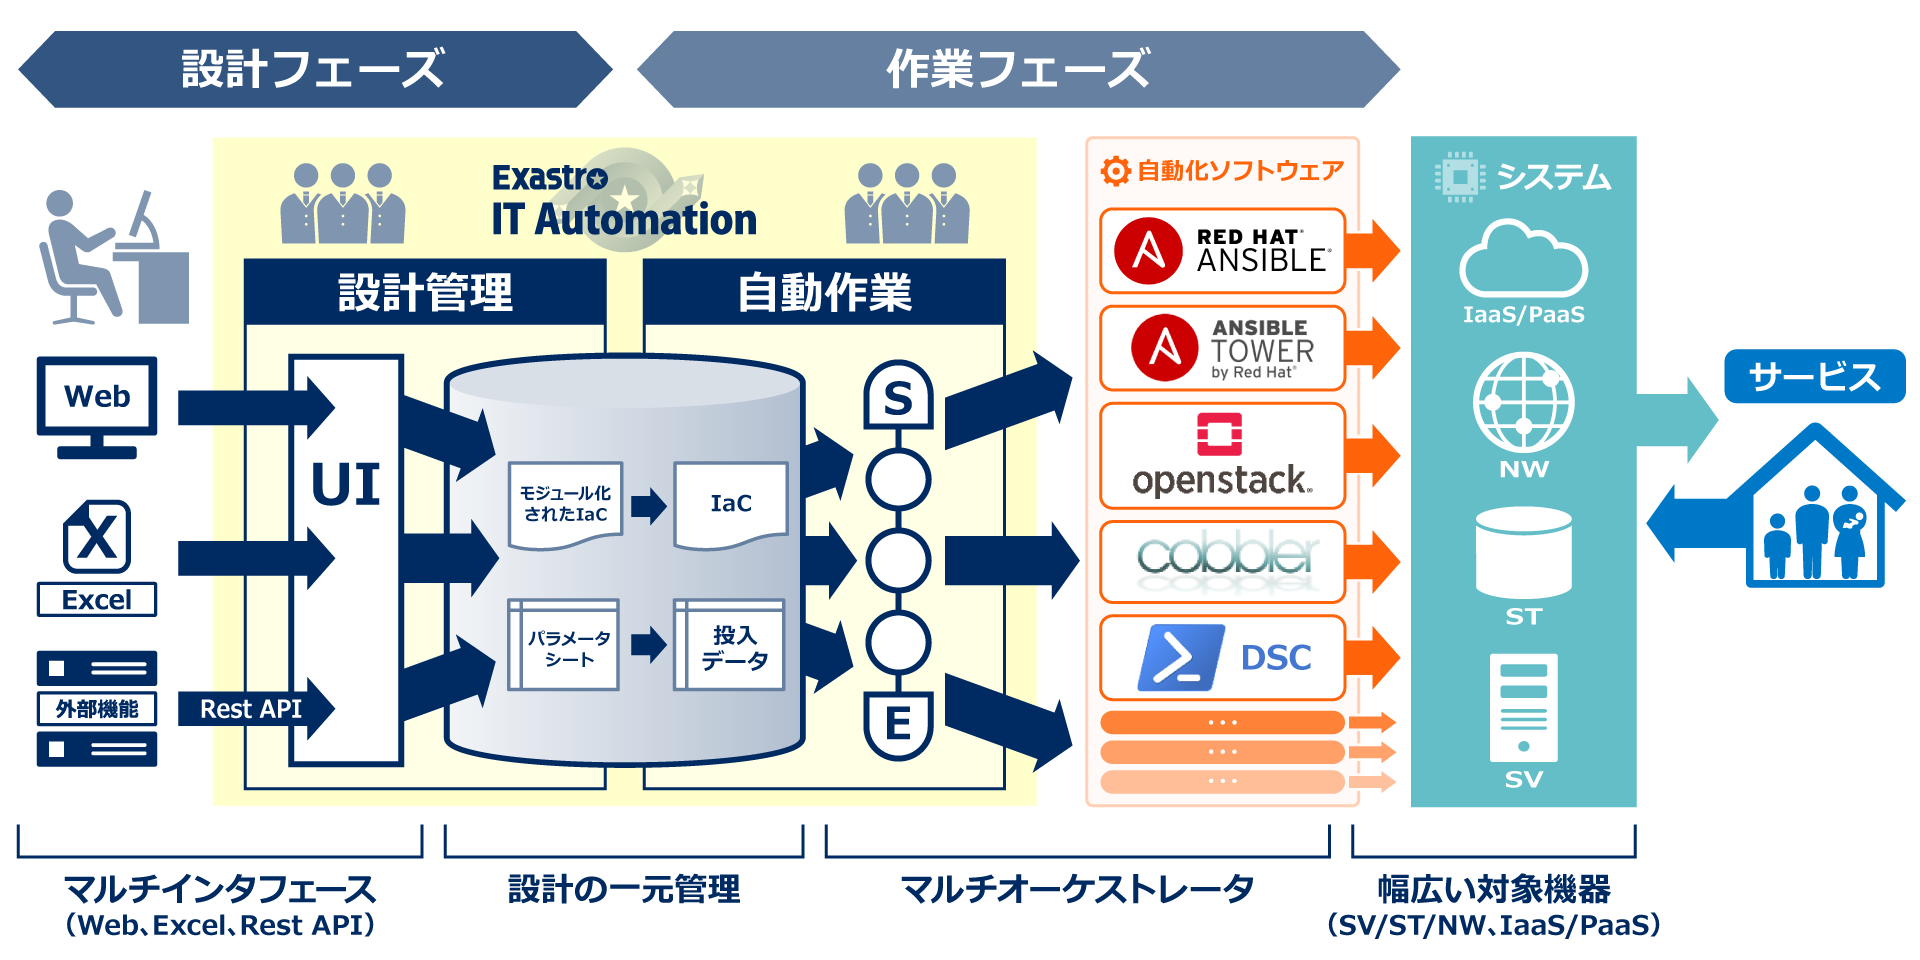 設計フェーズ
作業フェーズ
Exastro
IT Automation
設計管理
自動作業
Web
Excel
外部機能
Rest API
UI
モジュール化
されたIaC
IaC
パラメータ
シート
投入
データ
S
E
自動化ソフトウェア
RED HAT®
ANSIBLE®
ANSIBLE
TOWER
by Red Hat®
openstack®
cobbler
DSC
...
...
...
システム
IaaS/PaaS
NW
ST
SV
サービス
マルチインタフェース
（Web、Excel、Rest API）
設計の一元管理
マルチオーケストレータ
幅広い対象機器
（SV/ST/NW、IaaS/PaaS）